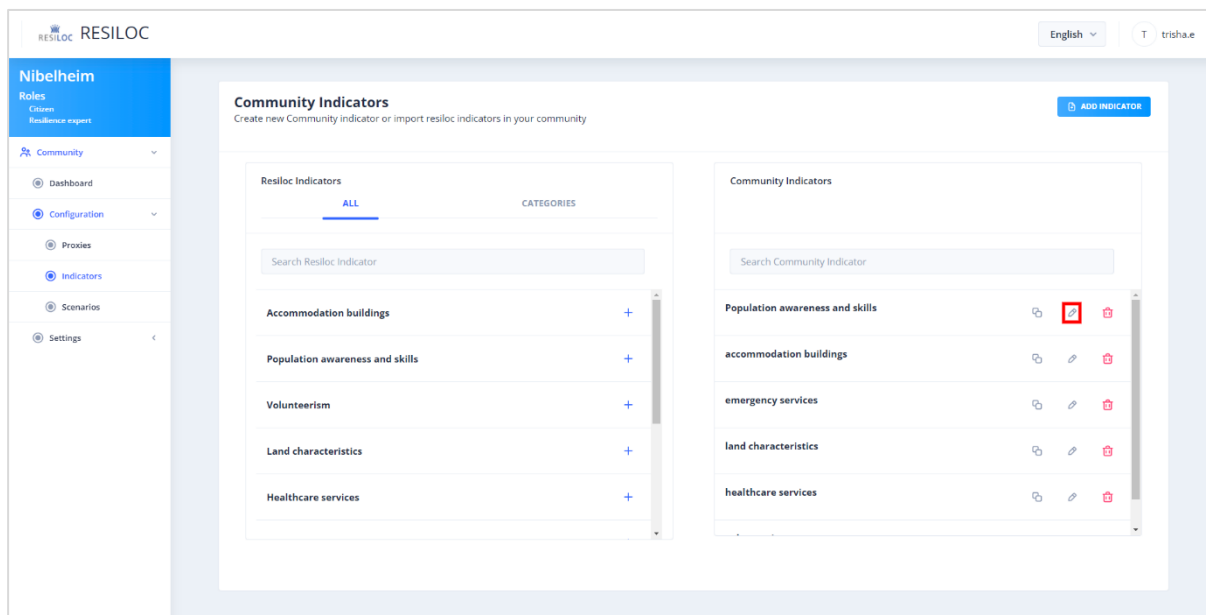 RESILOC RESILOC
English
T trisha.e
Nibelheim
Roles
Citizen
Resilience expert
Community
Dashboard
Configuration
Proxies
Indicators
Scenarios
Settings
Community Indicators
Create new Community indicator or import resiloc indicators in your community
ADD INDICATOR
Resiloc Indicators
ALL CATEGORIES
Search Resiloc Indicator
Accommodation buildings
Population awareness and skills
Volunteerism
Land characteristics
Healthcare services
Community Indicators
Search Community Indicator
Population awareness and skills
accommodation buildings
emergency services
land characteristics
healthcare services